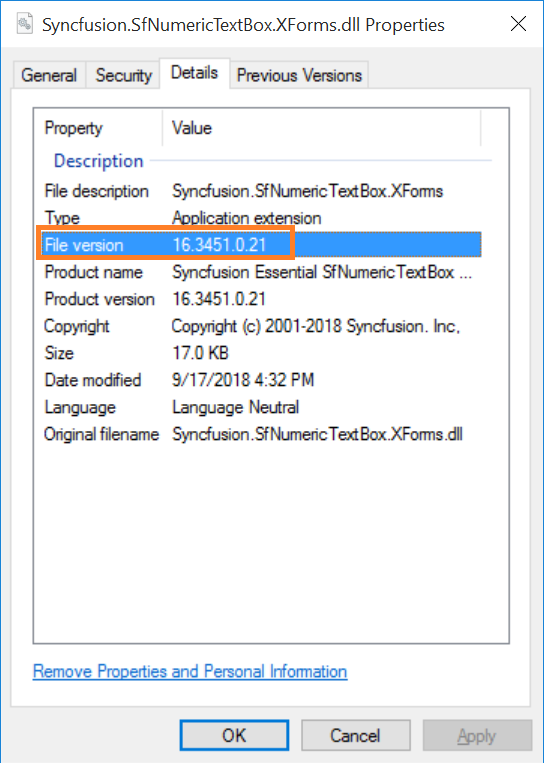 Syncfusion.SfNumericTextBox.XForms.dll Properties
General Security Details Previous Versions
Property Value
Description
File description Syncfusion.SfNumericTextBox.XForms
Type Application extension
File version 16.3451.0.21
Product name Syncfusion Essential SfNumericTextBox ...
Product version 16.3451.0.21
Copyright Copyright (c) 2001-2018 Syncfusion. Inc,
Size 17.0 KB
Date modified 9/17/2018 4:32 PM
Language Language Neutral
Original filename Syncfusion.SfNumericTextBox.XForms.dll
Remove Properties and Personal Information
OK Cancel Apply